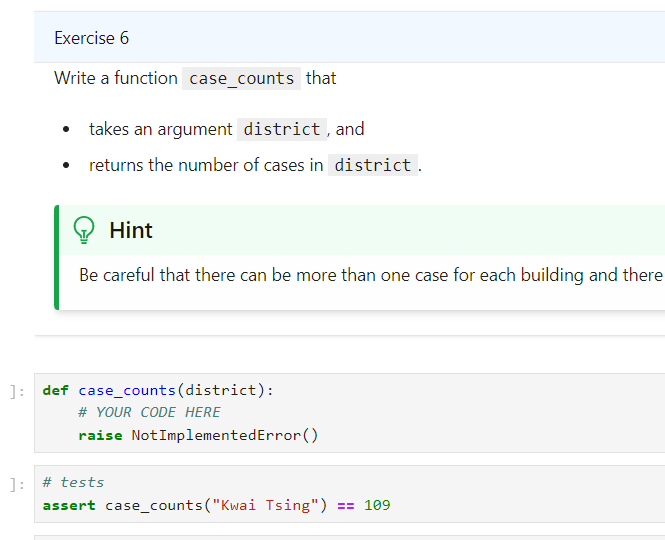 Exercise 6
Write a function case_counts that
• takes an argument district, and
• returns the number of cases in district.
Hint
Be careful that there can be more than one case for each building and there
]: def case_counts(district):
    # YOUR CODE HERE
    raise NotImplementedError()
]: # tests
assert case_counts("Kwai Tsing") == 109